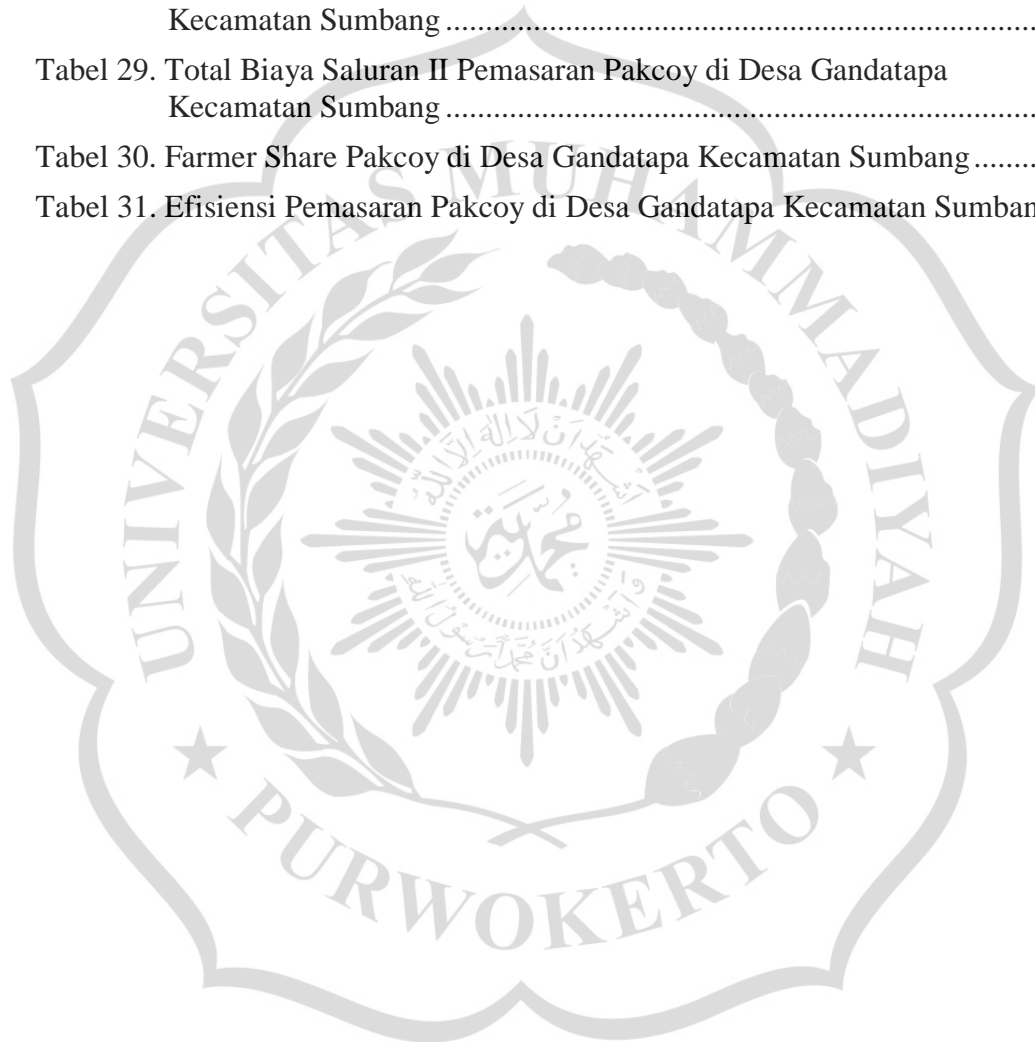 Kecamatan Sumbang ..............................................................
Tabel 29. Total Biaya Saluran II Pemasaran Pakcoy di Desa Gandatapa
Kecamatan Sumbang ..............................................................
Tabel 30. Farmer Share Pakcoy di Desa Gandatapa Kecamatan Sumbang .........
Tabel 31. Efisiensi Pemasaran Pakcoy di Desa Gandatapa Kecamatan Sumban
UNIVERSITAS MUHAMMADIYAH
PURWOKERTO